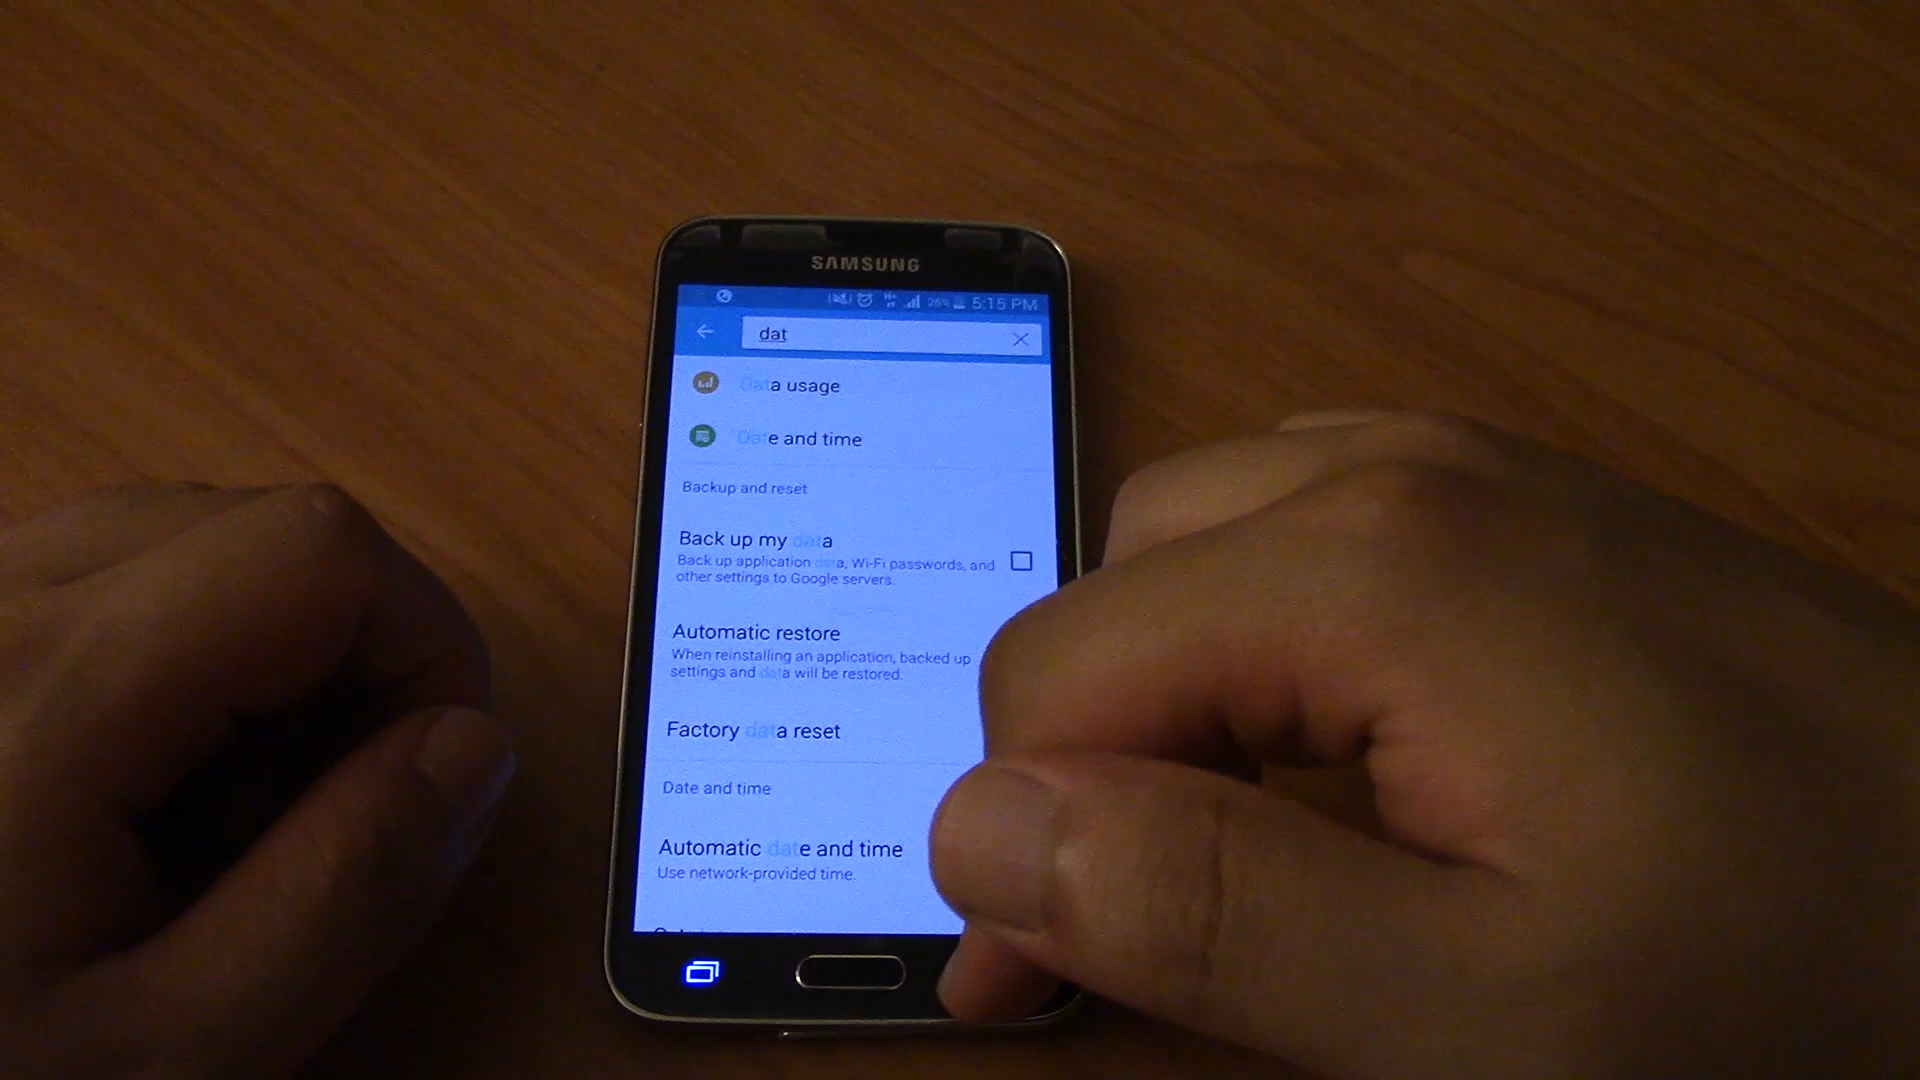 SAMSUNG
26% 5:15 PM
dat
Data usage
Date and time
Backup and reset
Back up my data
Back up application data, Wi-Fi passwords, and
other settings to Google servers.
Automatic restore
When reinstalling an application, backed up
settings and data will be restored.
Factory data reset
Date and time
Automatic date and time
Use network-provided time.